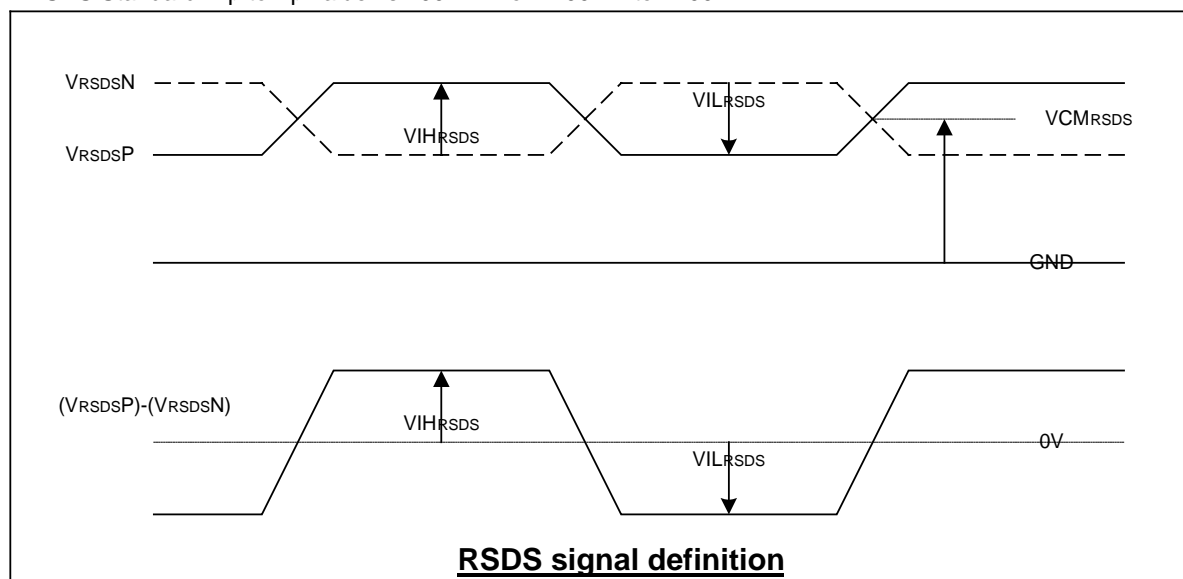 VRSDSN
VILRSDS
VCMRSDS
VIHRSDS
VRSDSP
GND
(VRSDSP)-(VRSDSN)
VIHRSDS
0V
VILRSDS
RSDS signal definition